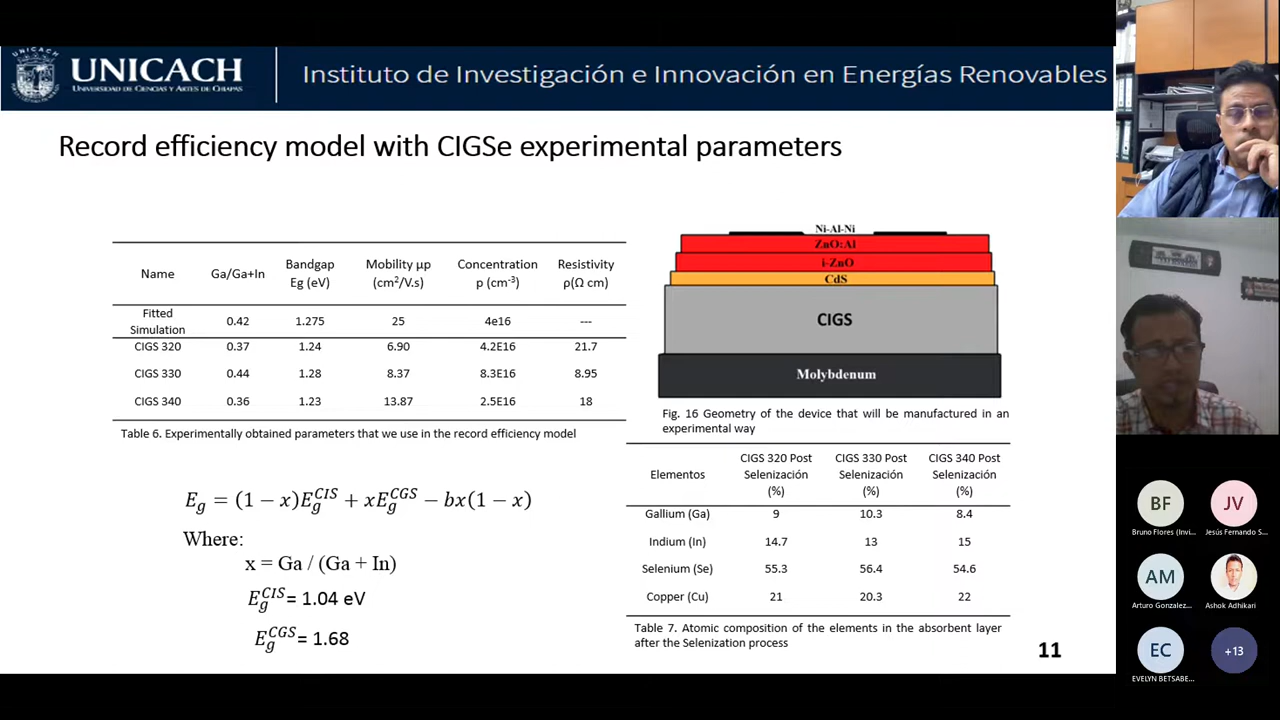 UNICACH
UNICACH
UNIVERSIDAD DE CIENCIAS Y ARTES DE CHIAPAS
Instituto de Investigación e Innovación en Energías Renovables
Record efficiency model with CIGSe experimental parameters
Name Ga/Ga+In Bandgap Eg (eV) Mobility μp (cm²/V.s) Concentration p (cm⁻³) Resistivity ρ(Ω cm)
Fitted Simulation 0.42 1.275 25 4e16 ---
CIGS 320 0.37 1.24 6.90 4.2E16 21.7
CIGS 330 0.44 1.28 8.37 8.3E16 8.95
CIGS 340 0.36 1.23 13.87 2.5E16 18
Table 6. Experimentally obtained parameters that we use in the record efficiency model
E_g = (1 − x)E_g^CIS + xE_g^CGS − bx(1 − x)
Where:
x = Ga / (Ga + In)
E_g^CIS= 1.04 eV
E_g^CGS= 1.68
Ni-Al-Ni
ZnO:Al
i-ZnO
CdS
CIGS
Molybdenum
Fig. 16 Geometry of the device that will be manufactured in an
experimental way
Elementos CIGS 320 Post Selenización (%) CIGS 330 Post Selenización (%) CIGS 340 Post Selenización (%)
Gallium (Ga) 9 10.3 8.4
Indium (In) 14.7 13 15
Selenium (Se) 55.3 56.4 54.6
Copper (Cu) 21 20.3 22
Table 7. Atomic composition of the elements in the absorbent layer
after the Selenization process
11
BF
Bruno Flores (Invi...
JV
Jesús Fernando S...
AM
Arturo Gonzalez...
Ashok Adhikari
EC
EVELYN BETSABE...
+13